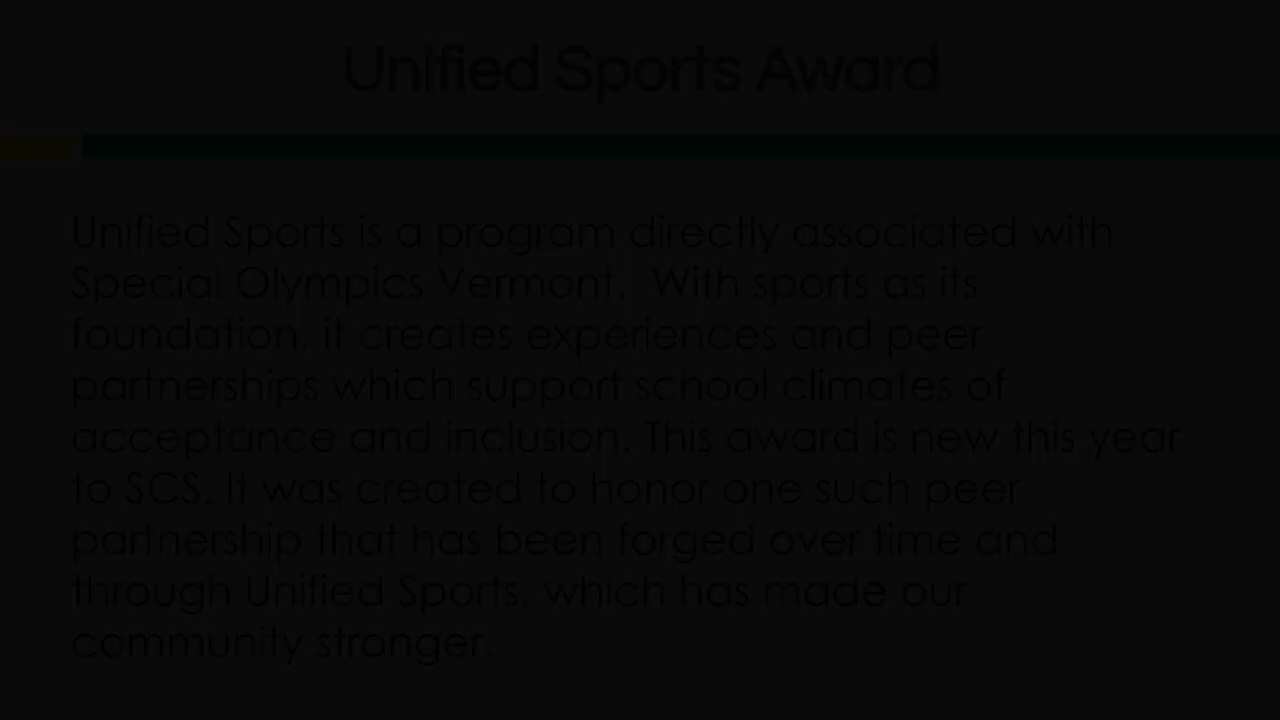 Unified Sports Award
Unified Sports is a program directly associated with
Special Olympics Vermont.  With sports as its
foundation, it creates experiences and peer
partnerships which support school climates of
acceptance and inclusion. This award is new this year
to SCS. It was created to honor one such peer
partnership that has been forged over time and
through Unified Sports, which has made our
community stronger.